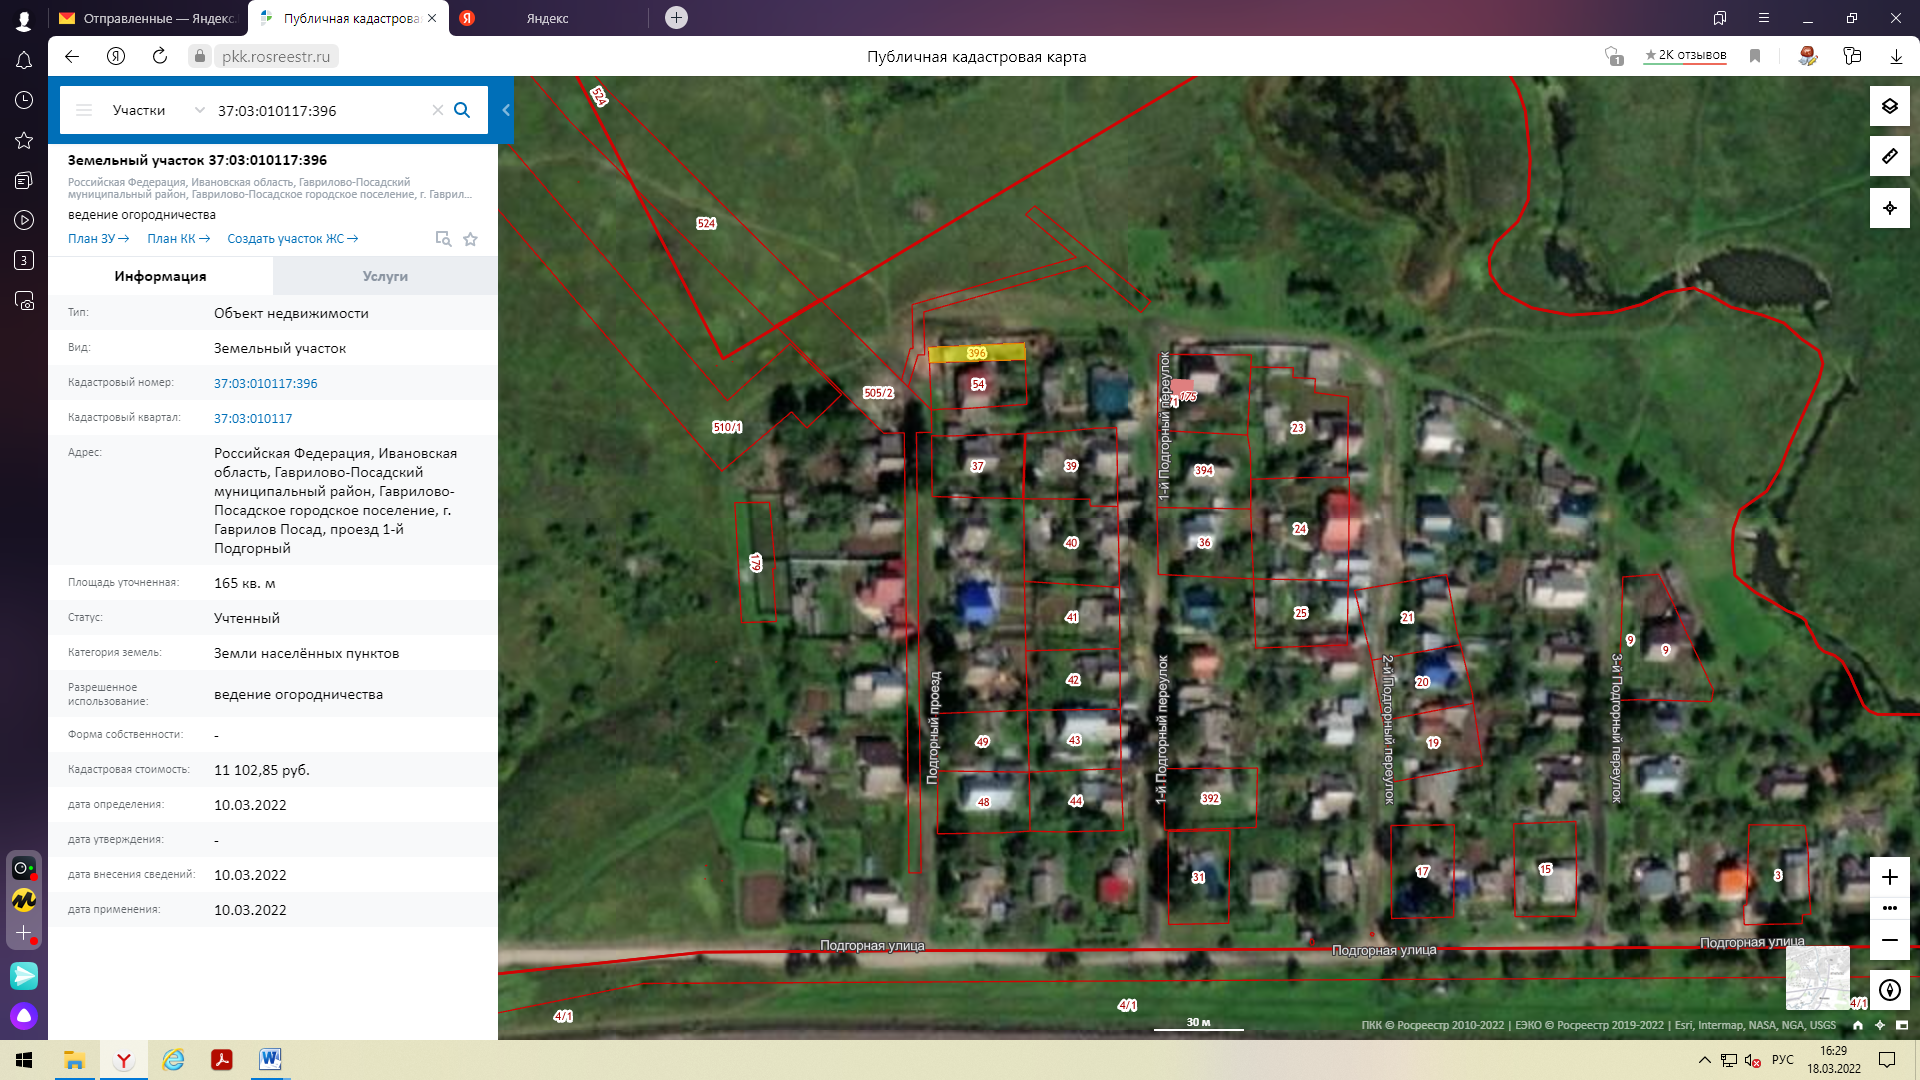 Отправленные — Яндекс.
Публичная кадастрова
Яндекс
pkk.rosreestr.ru
Публичная кадастровая карта
2К отзывов
Участки
37:03:010117:396
Земельный участок 37:03:010117:396
Российская Федерация, Ивановская область, Гаврилово-Посадский
муниципальный район, Гаврилово-Посадское городское поселение, г. Гаврил...
ведение огородничества
План ЗУ →
План КК →
Создать участок ЖС →
Информация
Услуги
Тип:
Объект недвижимости
Вид:
Земельный участок
Кадастровый номер:
37:03:010117:396
Кадастровый квартал:
37:03:010117
Адрес:
Российская Федерация, Ивановская
область, Гаврилово-Посадский
муниципальный район, Гаврилово-
Посадское городское поселение, г.
Гаврилов Посад, проезд 1-й
Подгорный
Площадь уточненная:
165 кв. м
Статус:
Учтенный
Категория земель:
Земли населённых пунктов
Разрешенное
использование:
ведение огородничества
Форма собственности:
-
Кадастровая стоимость:
11 102,85 руб.
дата определения:
10.03.2022
дата утверждения:
-
дата внесения сведений:
10.03.2022
дата применения:
10.03.2022
524
524
396
54
505/2
510/1
175
23
37
39
394
24
40
36
179
41
25
21
9
9
42
20
49
43
19
48
44
392
31
17
15
3
Подгорный проезд
1-й Подгорный переулок
1-й Подгорный переулок
2-й Подгорный переулок
3-й Подгорный переулок
Подгорная улица
Подгорная улица
Подгорная улица
4/1
4/1
4/1
30 м
ПКК © Росреестр 2010-2022 | ЕЭКО © Росреестр 2019-2022 | Esri, Intermap, NASA, NGA, USGS
3
1
РУС
16:29
18.03.2022